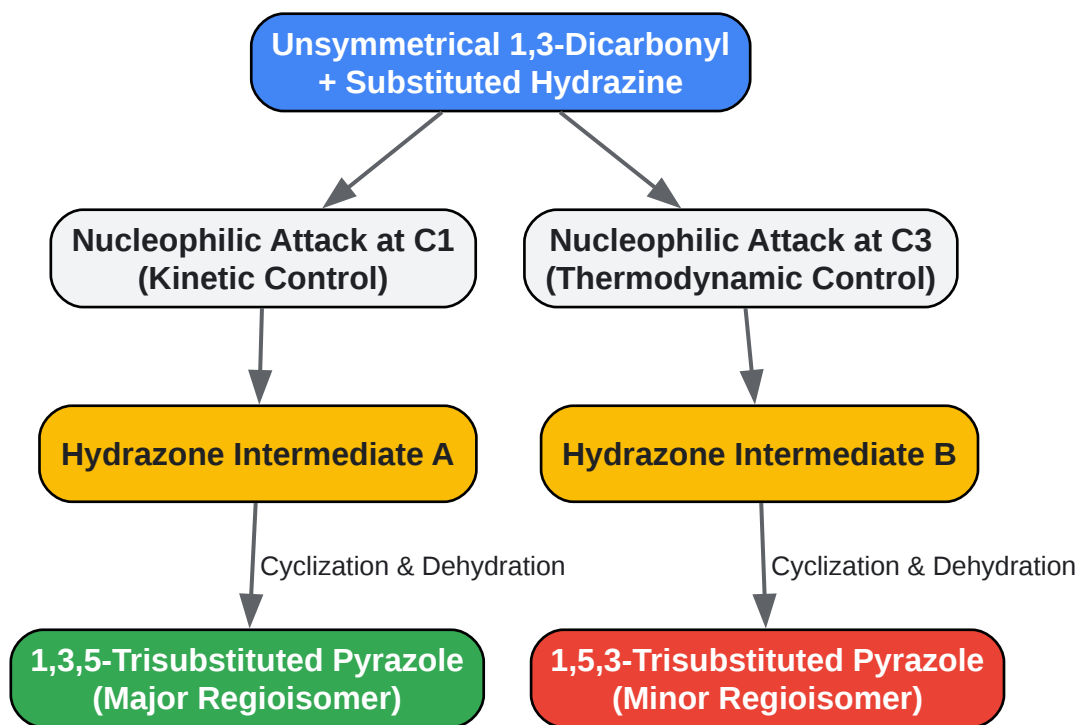 Unsymmetrical 1,3-Dicarbonyl
+ Substituted Hydrazine
Nucleophilic Attack at C1
(Kinetic Control)
Nucleophilic Attack at C3
(Thermodynamic Control)
Hydrazone Intermediate A
Hydrazone Intermediate B
Cyclization & Dehydration
Cyclization & Dehydration
1,3,5-Trisubstituted Pyrazole
(Major Regioisomer)
1,5,3-Trisubstituted Pyrazole
(Minor Regioisomer)